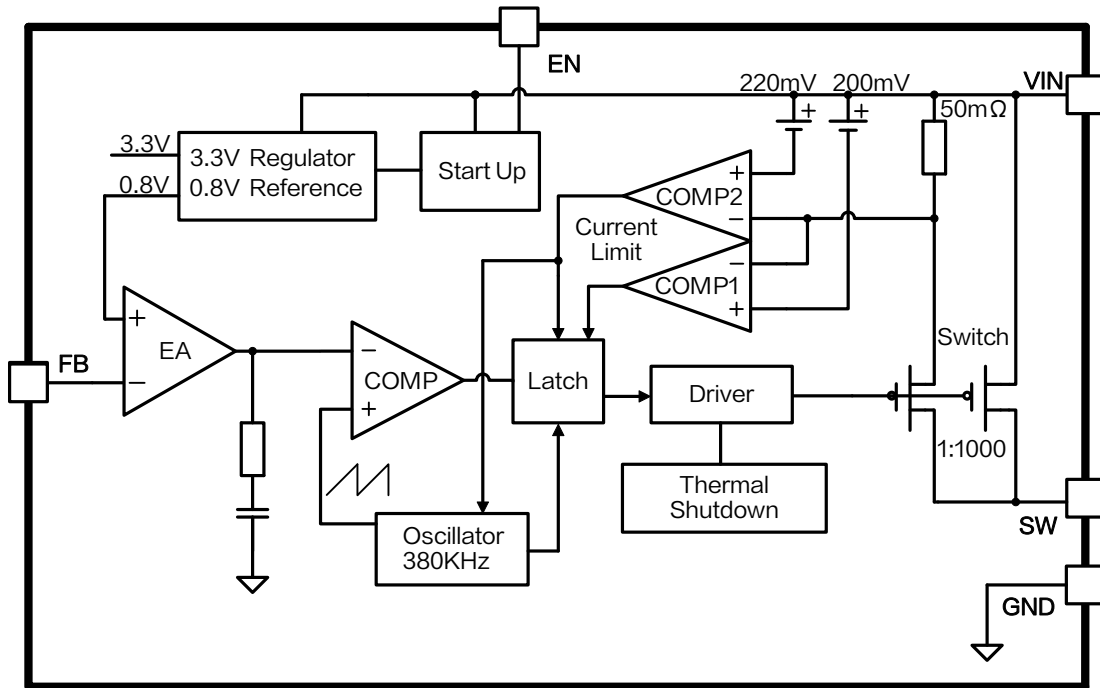 EN
220mV
+
200mV
+
VIN
50mΩ
3.3V
3.3V Regulator
0.8V
0.8V Reference
Start Up
+
COMP2
−
Current
Limit
−
COMP1
+
+
EA
−
FB
−
COMP
+
Latch
Driver
Switch
1:1000
Thermal
Shutdown
Oscillator
380KHz
SW
GND